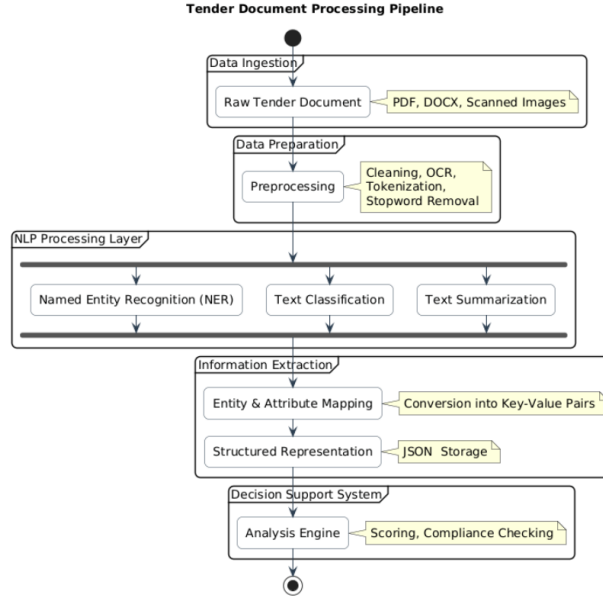 Tender Document Processing Pipeline
Data Ingestion
Raw Tender Document
PDF, DOCX, Scanned Images
Data Preparation
Preprocessing
Cleaning, OCR,
Tokenization,
Stopword Removal
NLP Processing Layer
Named Entity Recognition (NER)
Text Classification
Text Summarization
Information Extraction
Entity & Attribute Mapping
Conversion into Key-Value Pairs
Structured Representation
JSON  Storage
Decision Support System
Analysis Engine
Scoring, Compliance Checking